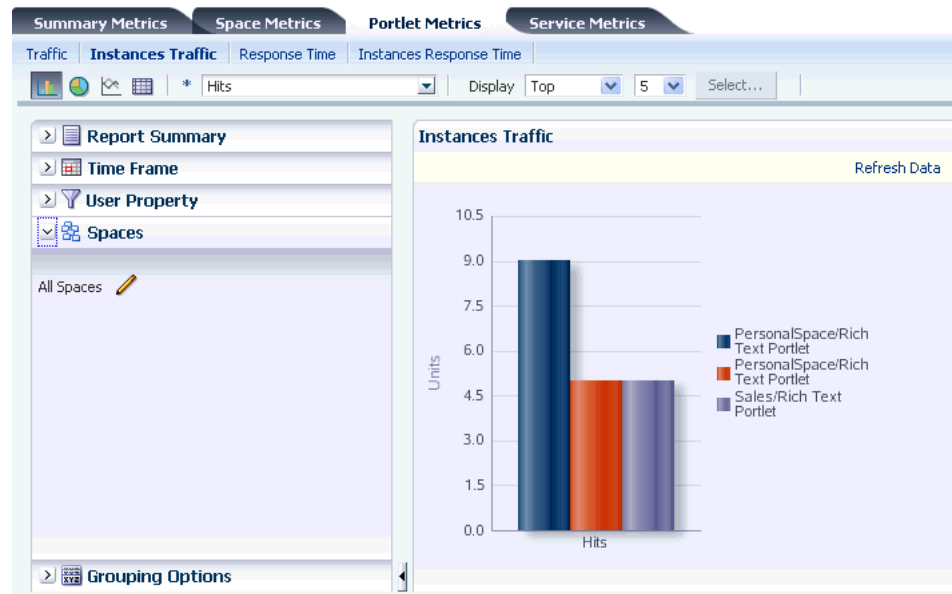 Summary Metrics Space Metrics Portlet Metrics Service Metrics
Traffic Instances Traffic Response Time Instances Response Time
* Hits Display Top 5 Select...
Report Summary
Time Frame
User Property
Spaces
All Spaces
Grouping Options
Instances Traffic
Refresh Data
10.5
9.0
7.5
6.0
4.5
3.0
1.5
0.0
Units
Hits
PersonalSpace/Rich
Text Portlet
PersonalSpace/Rich
Text Portlet
Sales/Rich Text
Portlet